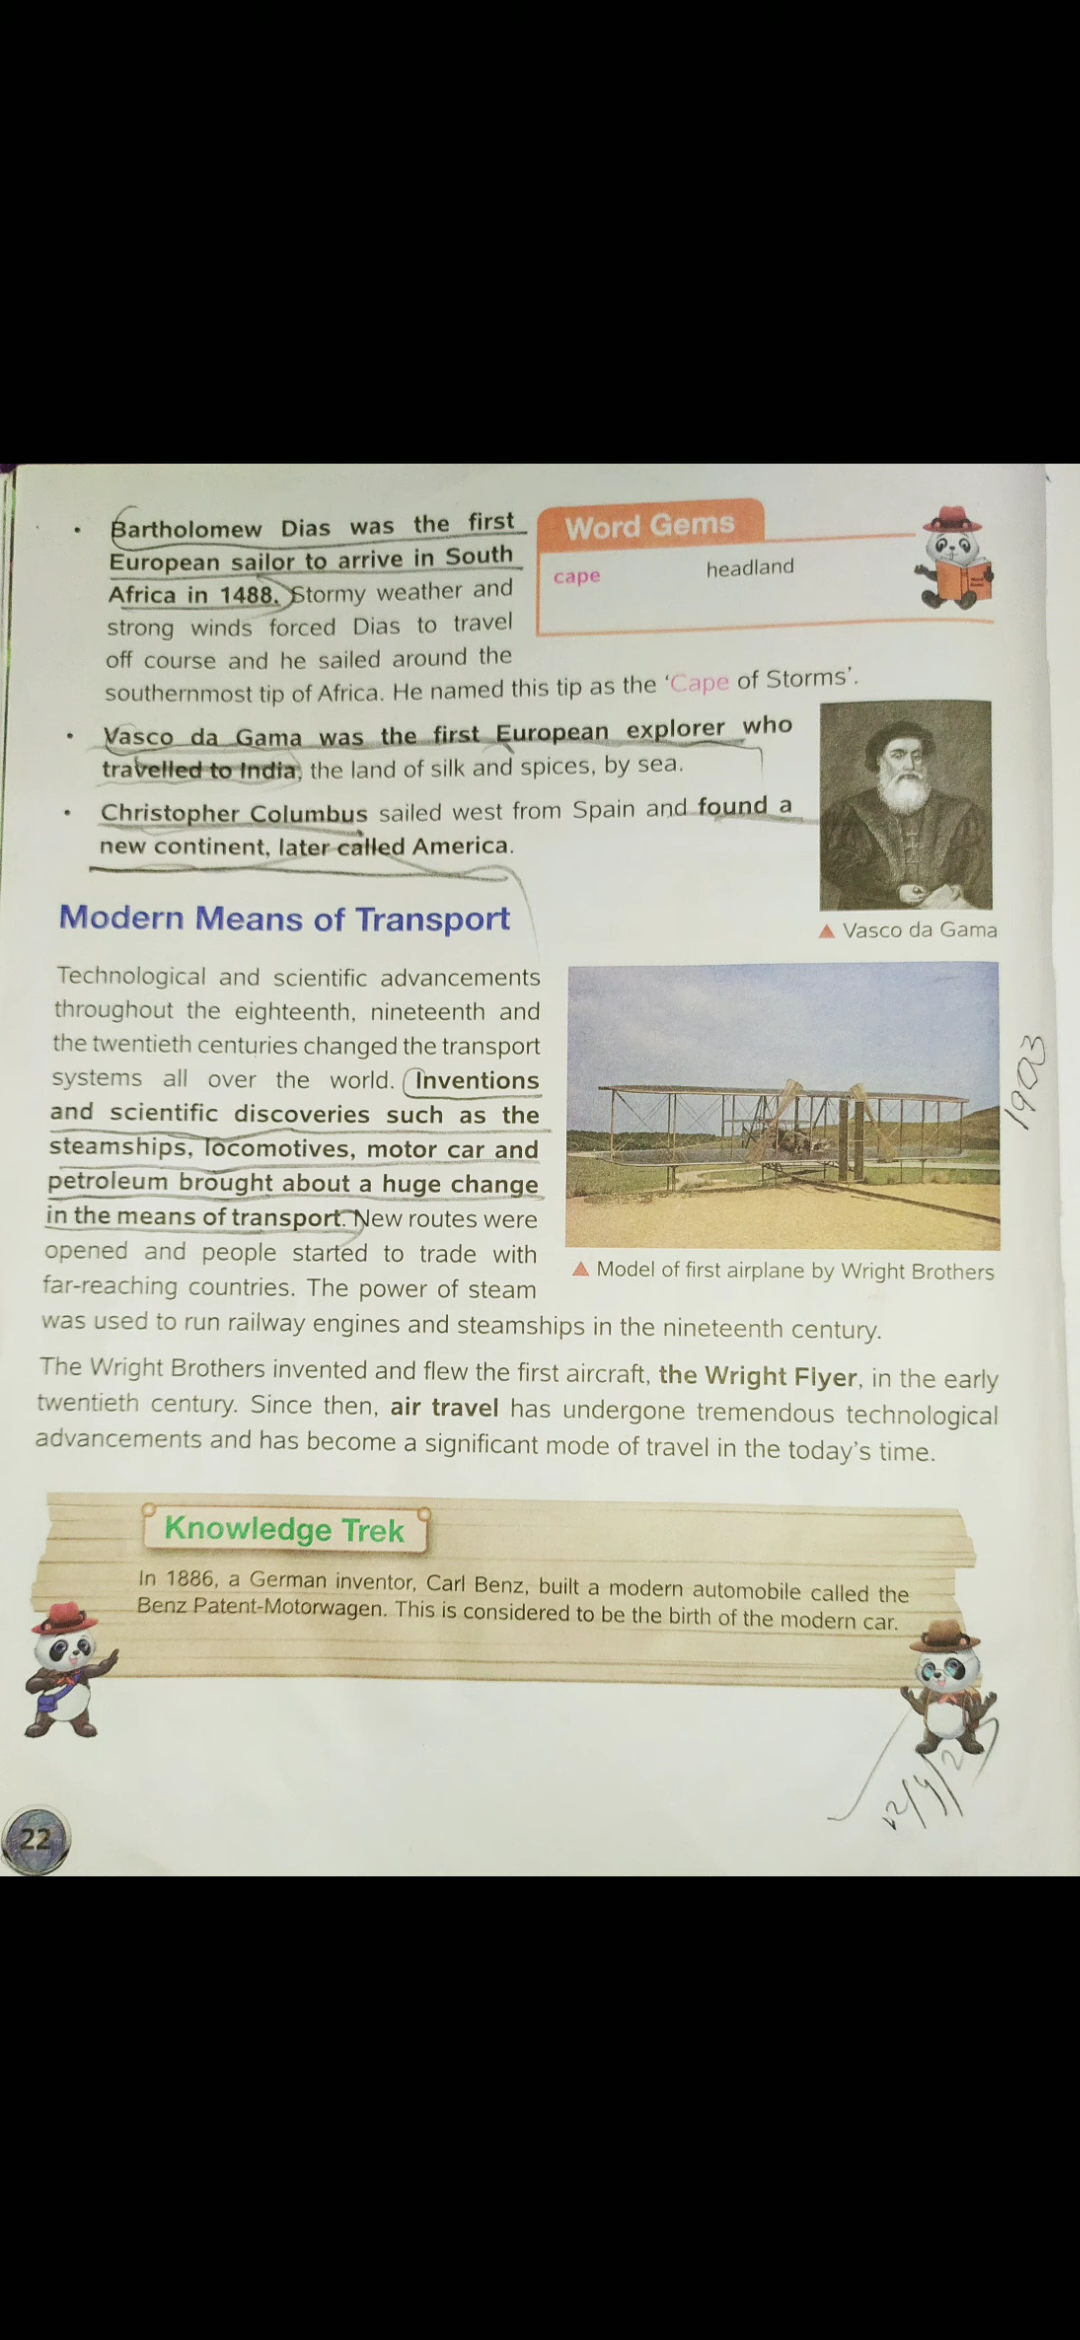 • Bartholomew Dias was the first
European sailor to arrive in South
Africa in 1488. Stormy weather and
strong winds forced Dias to travel
off course and he sailed around the
southernmost tip of Africa. He named this tip as the ‘Cape of Storms’.
Word Gems
cape headland
• Vasco da Gama was the first European explorer who
travelled to India, the land of silk and spices, by sea.
• Christopher Columbus sailed west from Spain and found a
new continent, later called America.
▲ Vasco da Gama
Modern Means of Transport
Technological and scientific advancements
throughout the eighteenth, nineteenth and
the twentieth centuries changed the transport
systems all over the world. Inventions
and scientific discoveries such as the
steamships, locomotives, motor car and
petroleum brought about a huge change
in the means of transport. New routes were
opened and people started to trade with
far-reaching countries. The power of steam
was used to run railway engines and steamships in the nineteenth century.
1903
▲ Model of first airplane by Wright Brothers
The Wright Brothers invented and flew the first aircraft, the Wright Flyer, in the early
twentieth century. Since then, air travel has undergone tremendous technological
advancements and has become a significant mode of travel in the today’s time.
Knowledge Trek
In 1886, a German inventor, Carl Benz, built a modern automobile called the
Benz Patent-Motorwagen. This is considered to be the birth of the modern car.
22